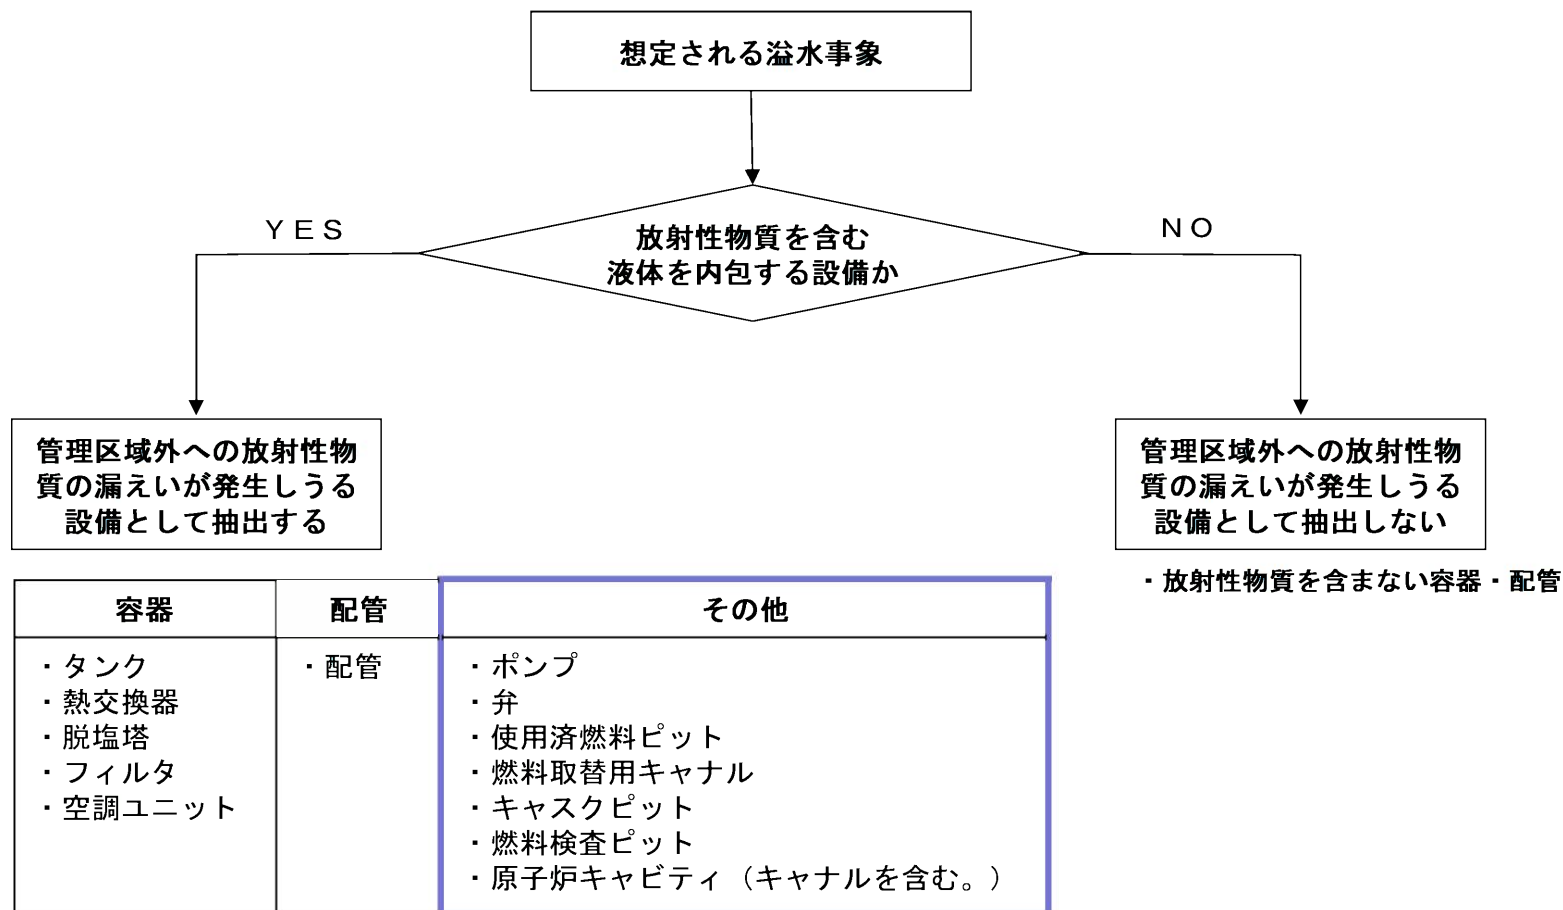 想定される溢水事象
YES
NO
放射性物質を含む
液体を内包する設備か
管理区域外への放射性物
質の漏えいが発生しうる
設備として抽出する
管理区域外への放射性物
質の漏えいが発生しうる
設備として抽出しない
・放射性物質を含まない容器・配管
容器
配管
その他
・タンク
・熱交換器
・脱塩塔
・フィルタ
・空調ユニット
・配管
・ポンプ
・弁
・使用済燃料ピット
・燃料取替用キャナル
・キャスクピット
・燃料検査ピット
・原子炉キャビティ（キャナルを含む。）